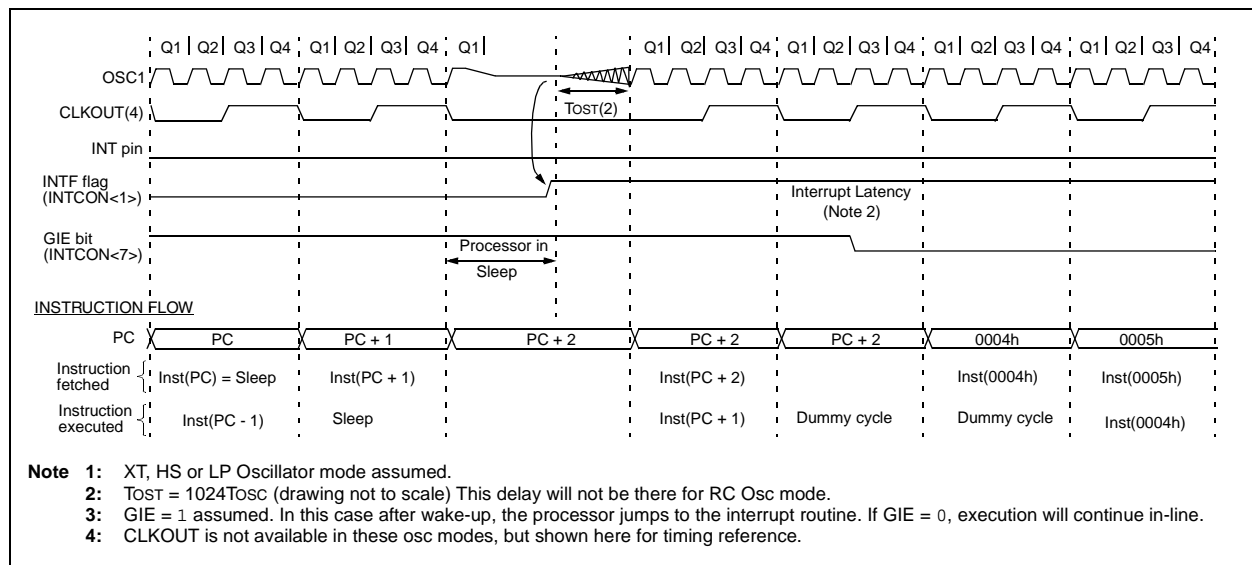 Q1 Q2 Q3 Q4 Q1 Q2 Q3 Q4 Q1 Q1 Q2 Q3 Q4 Q1 Q2 Q3 Q4 Q1 Q2 Q3 Q4 Q1 Q2 Q3 Q4
OSC1
TOST(2)
CLKOUT(4)
INT pin
INTF flag
(INTCON<1>)
Interrupt Latency
(Note 2)
GIE bit
(INTCON<7>)
Processor in
Sleep
INSTRUCTION FLOW
PC PC PC + 1 PC + 2 PC + 2 PC + 2 0004h 0005h
Instruction
fetched
Inst(PC) = Sleep Inst(PC + 1) Inst(PC + 2) Inst(0004h) Inst(0005h)
Instruction
executed
Inst(PC - 1) Sleep Inst(PC + 1) Dummy cycle Dummy cycle Inst(0004h)
Note 1: XT, HS or LP Oscillator mode assumed.
2: TOST = 1024TOSC (drawing not to scale) This delay will not be there for RC Osc mode.
3: GIE = 1 assumed. In this case after wake-up, the processor jumps to the interrupt routine. If GIE = 0, execution will continue in-line.
4: CLKOUT is not available in these osc modes, but shown here for timing reference.